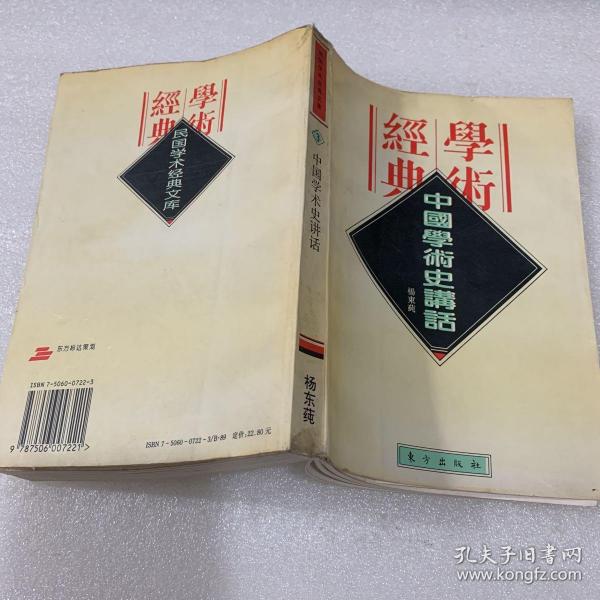 學術
經典
中國學術史講話
楊東蓴
東方出版社
3
中国学术史讲话
杨东莼
學術
經典
民国学术经典文库
东方标达策划
ISBN 7-5060-0722-3
9 787506 007221 >
ISBN 7-5060-0722-3/B·89 定价:22.80 元
孔夫子旧书网
www.kongfz.com